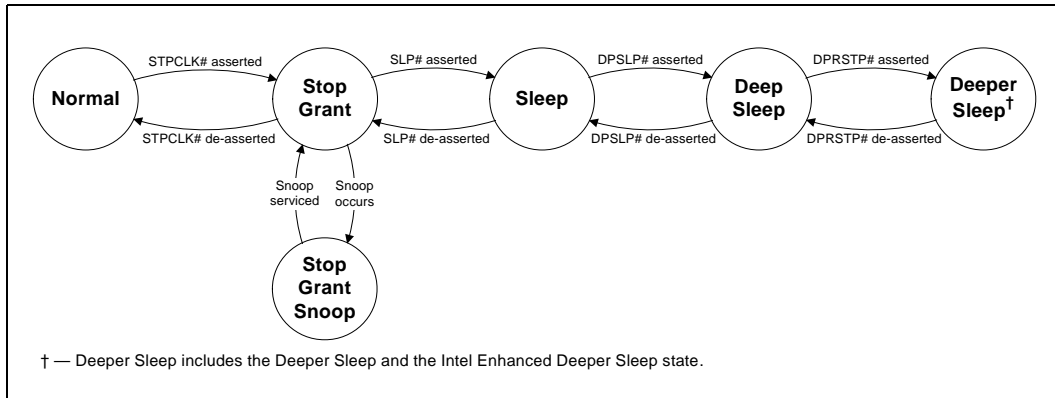 STPCLK# asserted
SLP# asserted
DPSLP# asserted
DPRSTP# asserted
Normal
Stop
Grant
Sleep
Deep
Sleep
Deeper
Sleep†
STPCLK# de-asserted
SLP# de-asserted
DPSLP# de-asserted
DPRSTP# de-asserted
Snoop
serviced
Snoop
occurs
Stop
Grant
Snoop
† — Deeper Sleep includes the Deeper Sleep and the Intel Enhanced Deeper Sleep state.